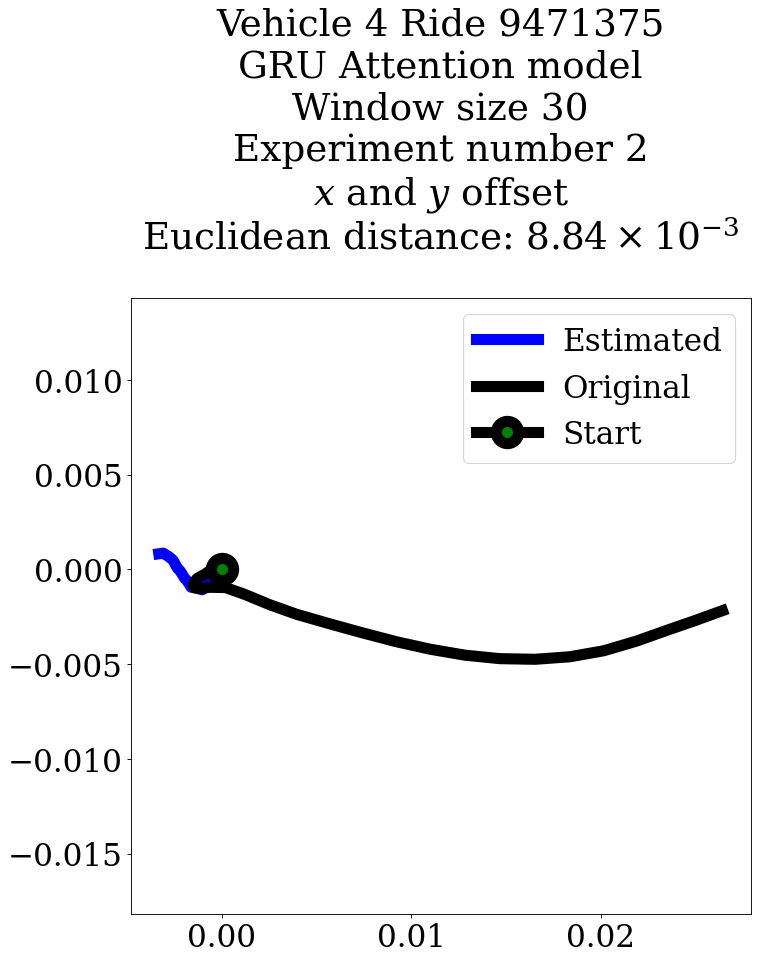 Vehicle 4 Ride 9471375
GRU Attention model
Window size 30
Experiment number 2
x and y offset
Euclidean distance: 8.84 × 10⁻³
Estimated
Original
Start
0.010
0.005
0.000
−0.005
−0.010
−0.015
0.00 0.01 0.02